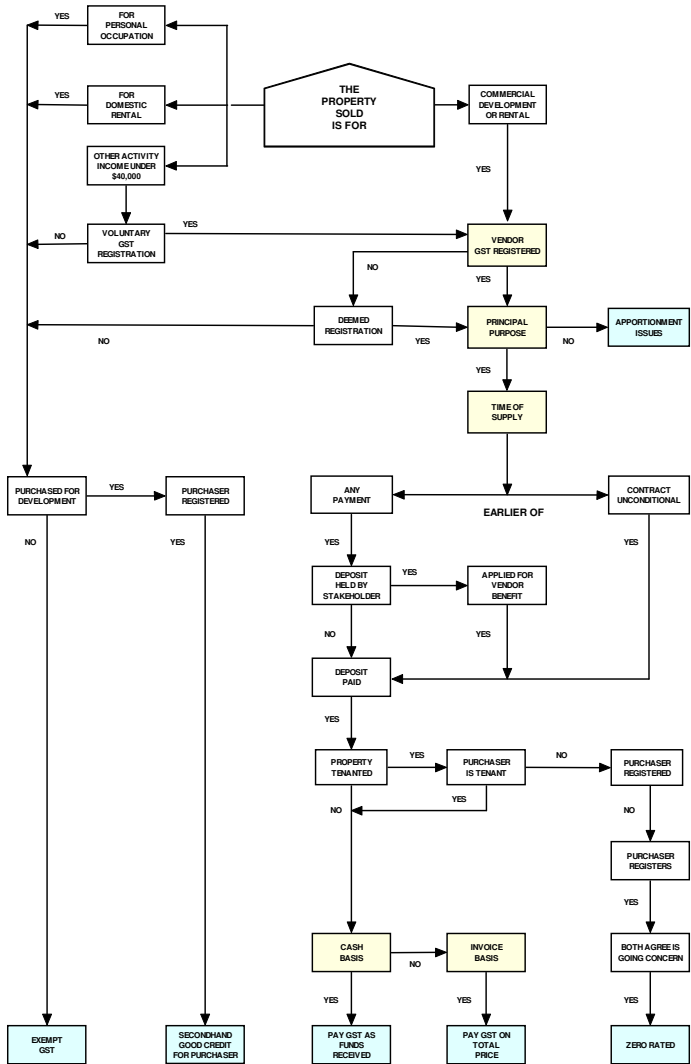 YES
FOR
PERSONAL
OCCUPATION
THE
PROPERTY
SOLD
IS FOR
YES
FOR
DOMESTIC
RENTAL
COMMERCIAL
DEVELOPMENT
OR RENTAL
OTHER ACTIVITY
INCOME UNDER
$40,000
YES
NO
VOLUNTARY
GST
REGISTRATION
YES
VENDOR
GST REGISTERED
NO
YES
DEEMED
REGISTRATION
NO
YES
PRINCIPAL
PURPOSE
NO
APPORTIONMENT
ISSUES
YES
TIME OF
SUPPLY
PURCHASED FOR
DEVELOPMENT
YES
PURCHASER
REGISTERED
ANY
PAYMENT
EARLIER OF
CONTRACT
UNCONDITIONAL
NO
YES
YES
YES
DEPOSIT
HELD BY
STAKEHOLDER
YES
APPLIED FOR
VENDOR
BENEFIT
NO
YES
DEPOSIT
PAID
YES
PROPERTY
TENANTED
YES
PURCHASER
IS TENANT
NO
PURCHASER
REGISTERED
NO
YES
NO
PURCHASER
REGISTERS
YES
CASH
BASIS
NO
INVOICE
BASIS
BOTH AGREE IS
GOING CONCERN
YES
YES
YES
EXEMPT
GST
SECONDHAND
GOOD CREDIT
FOR PURCHASER
PAY GST AS
FUNDS
RECEIVED
PAY GST ON
TOTAL
PRICE
ZERO RATED